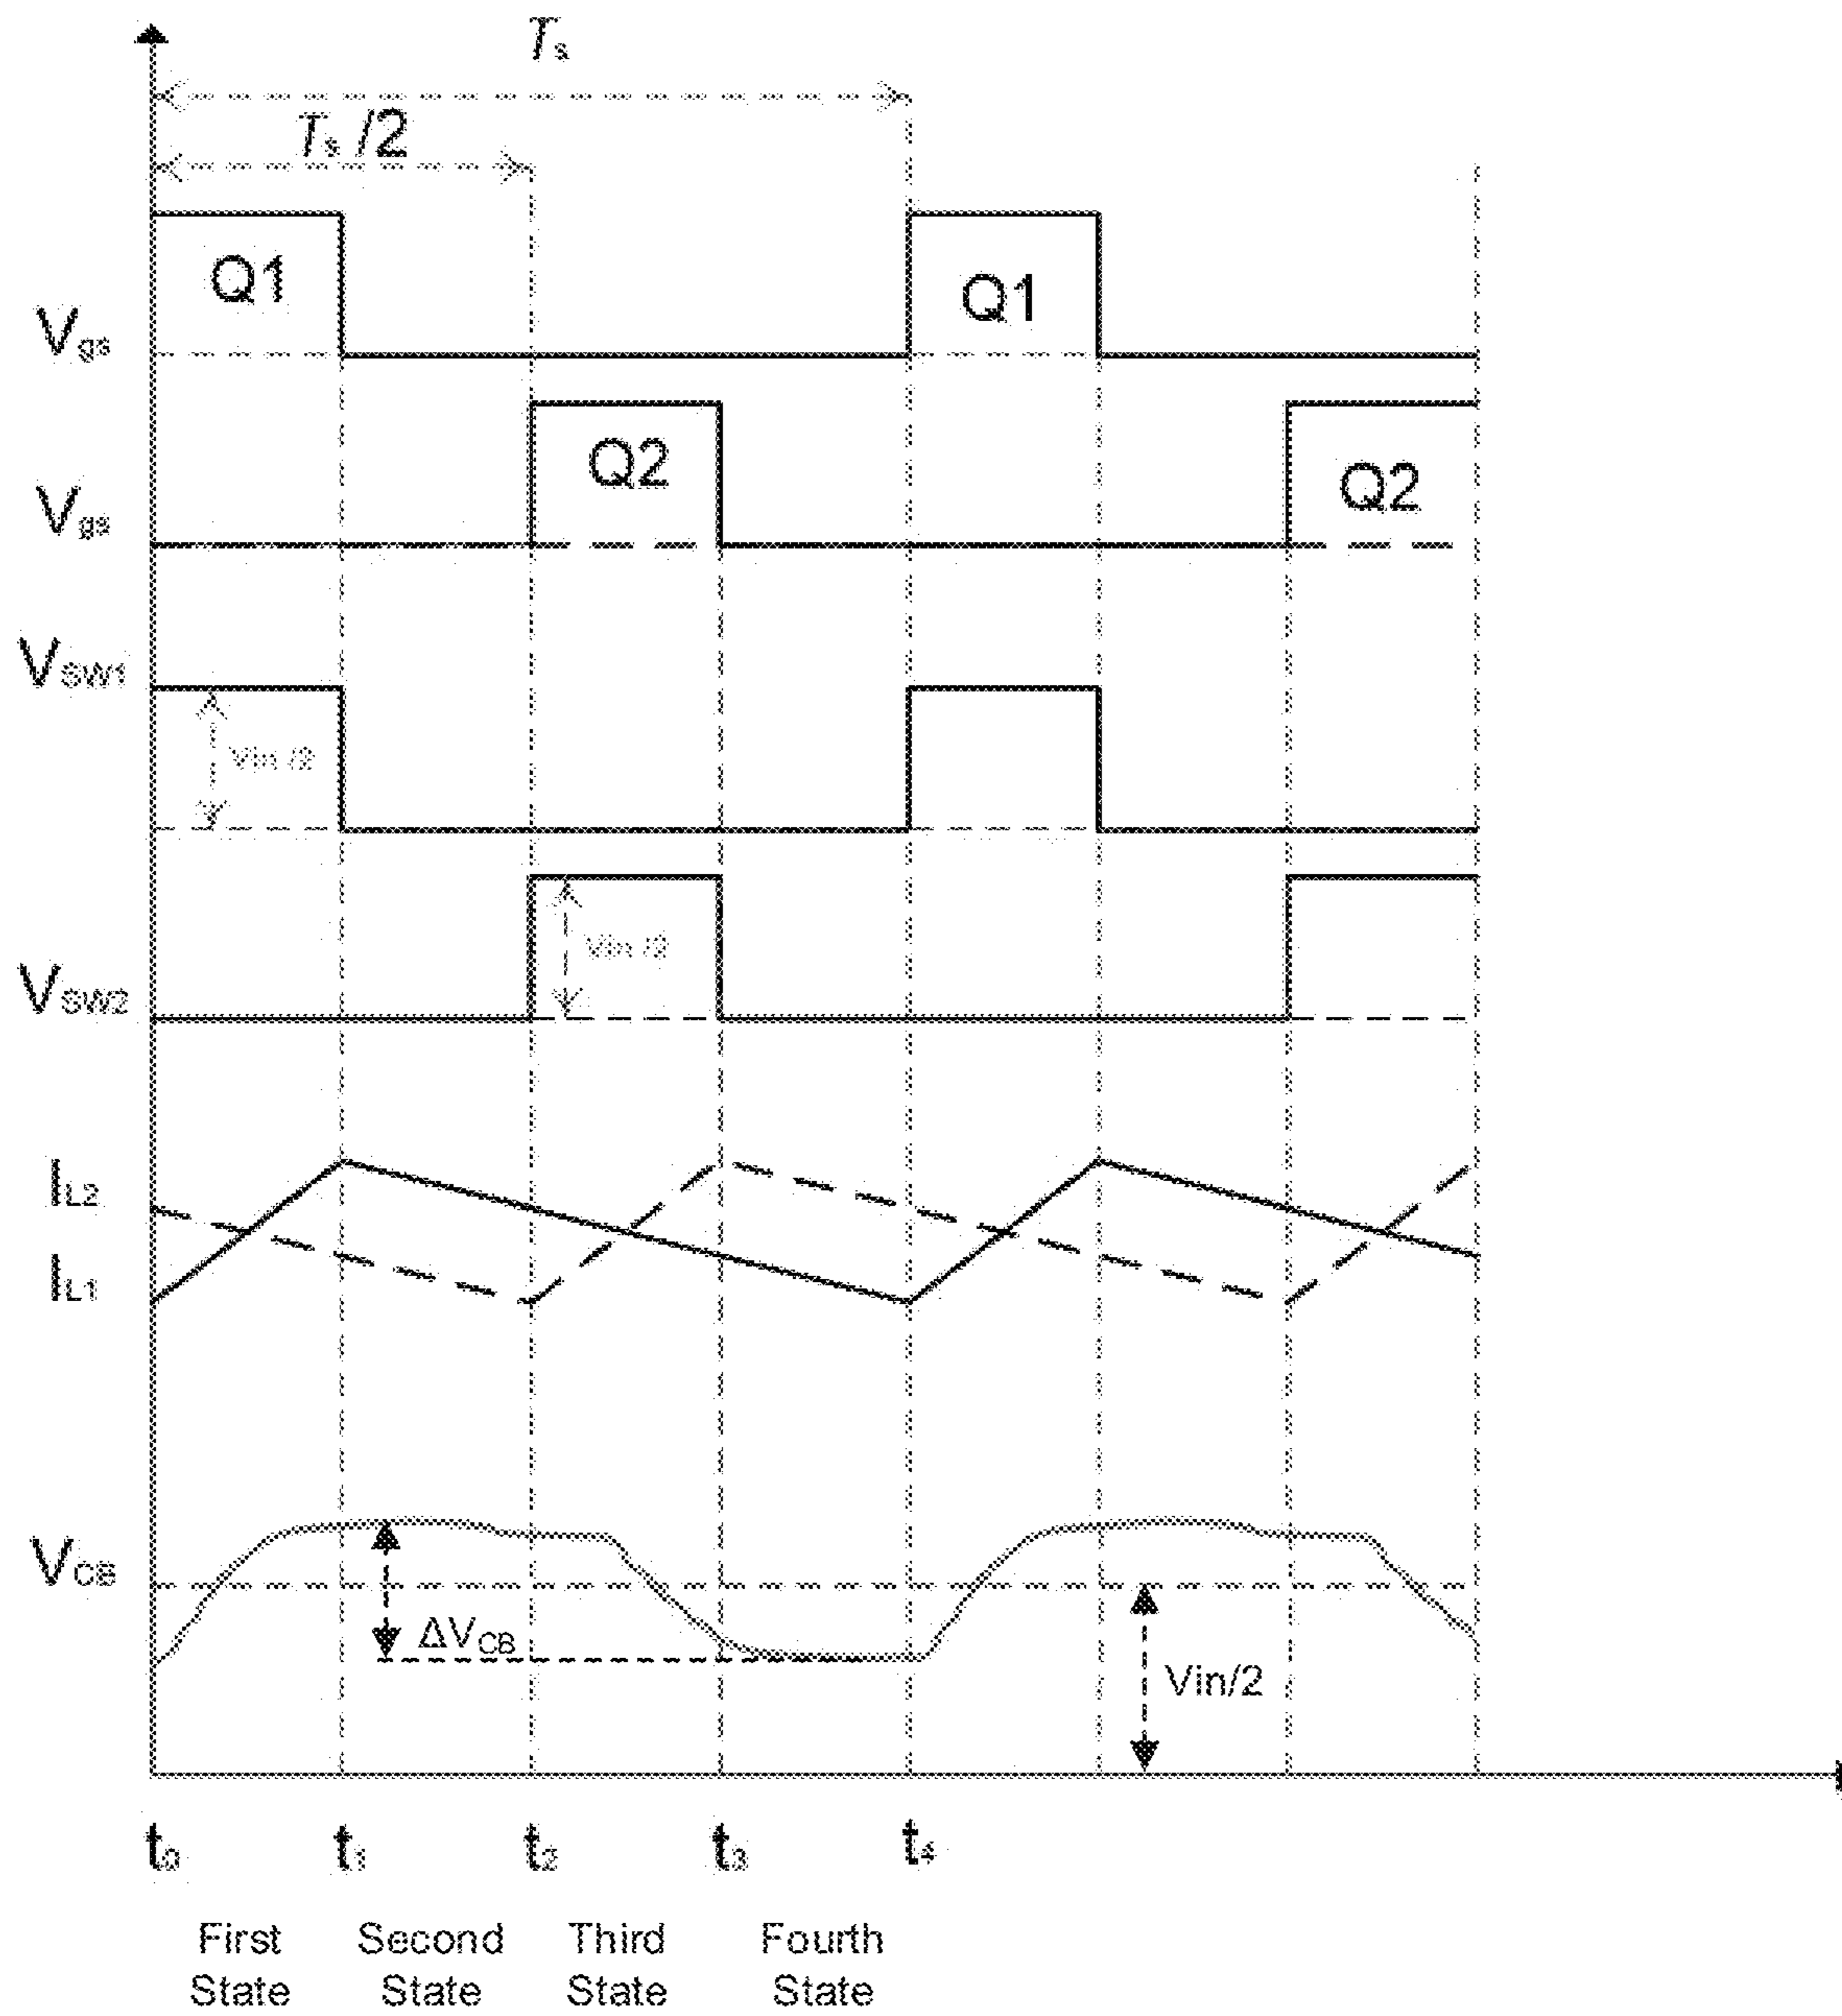 Ts
Ts /2
Q1
Q1
Vgs
Q2
Q2
Vgs
VSW1
Vin /2
Vin /2
VSW2
IL2
IL1
VCB
ΔVCB
Vin/2
t0 t1 t2 t3 t4
First State
Second State
Third State
Fourth State